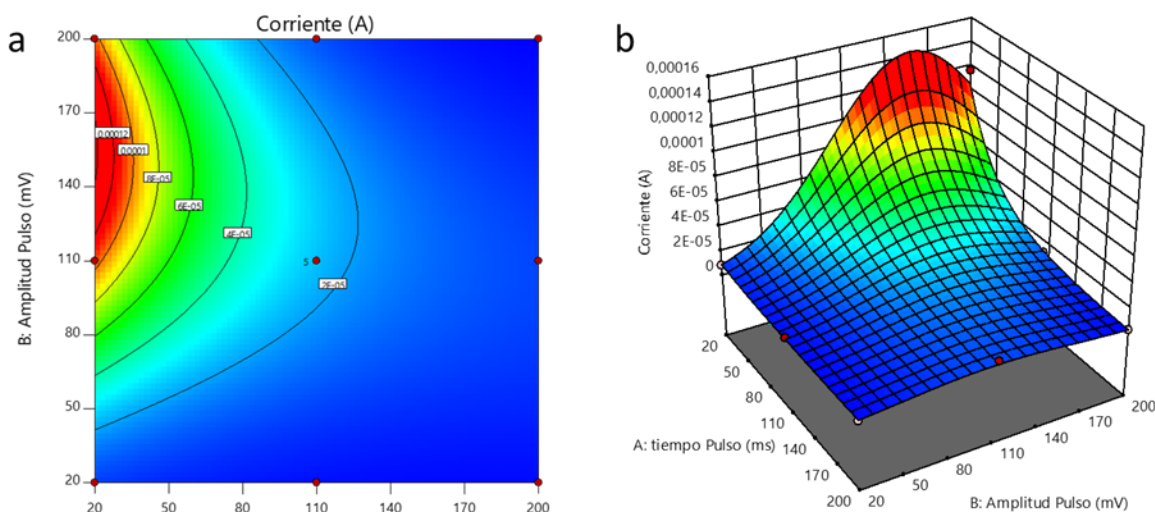 a
Corriente (A)
B: Amplitud Pulso (mV)
200
170
140
110
80
50
20
0.00012
0.0001
8E-05
6E-05
4E-05
2E-05
5
20
50
80
110
140
170
200
b
Corriente (A)
0,00016
0,00014
0,00012
0,0001
8E-05
6E-05
4E-05
2E-05
0
20
50
80
110
140
170
200
A: tiempo Pulso (ms)
20
50
80
110
140
170
200
B: Amplitud Pulso (mV)